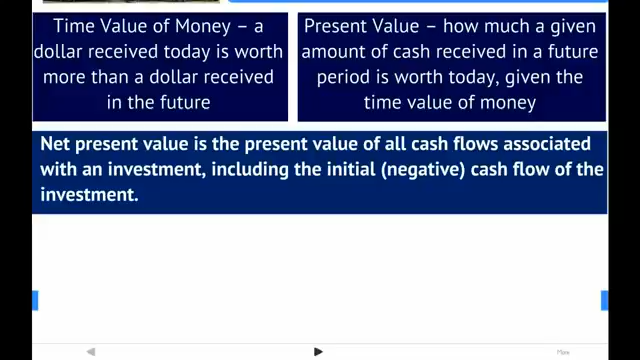 Time Value of Money – a
dollar received today is worth
more than a dollar received
in the future
Present Value – how much a given
amount of cash received in a future
period is worth today, given the
time value of money
Net present value is the present value of all cash flows associated
with an investment, including the initial (negative) cash flow of the
investment.
More